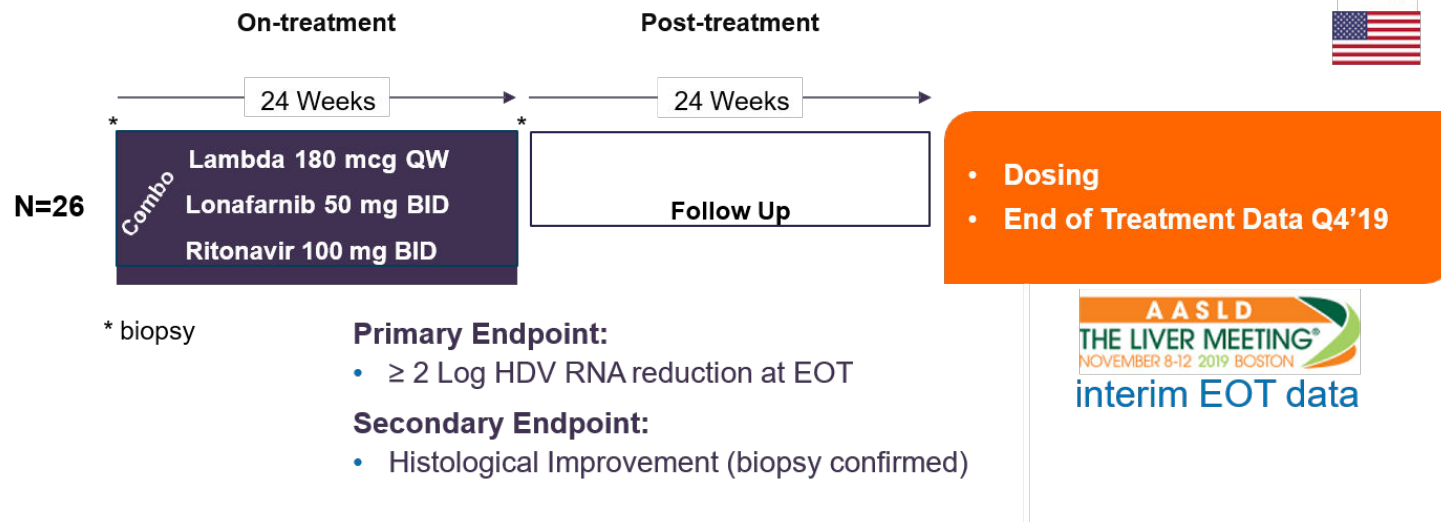 On-treatment
Post-treatment
24 Weeks
24 Weeks
*
*
N=26
Combo
Lambda 180 mcg QW
Lonafarnib 50 mg BID
Ritonavir 100 mg BID
Follow Up
• Dosing
• End of Treatment Data Q4’19
* biopsy
Primary Endpoint:
• ≥ 2 Log HDV RNA reduction at EOT
Secondary Endpoint:
• Histological Improvement (biopsy confirmed)
AASLD
THE LIVER MEETING®
NOVEMBER 8-12 2019 BOSTON
interim EOT data